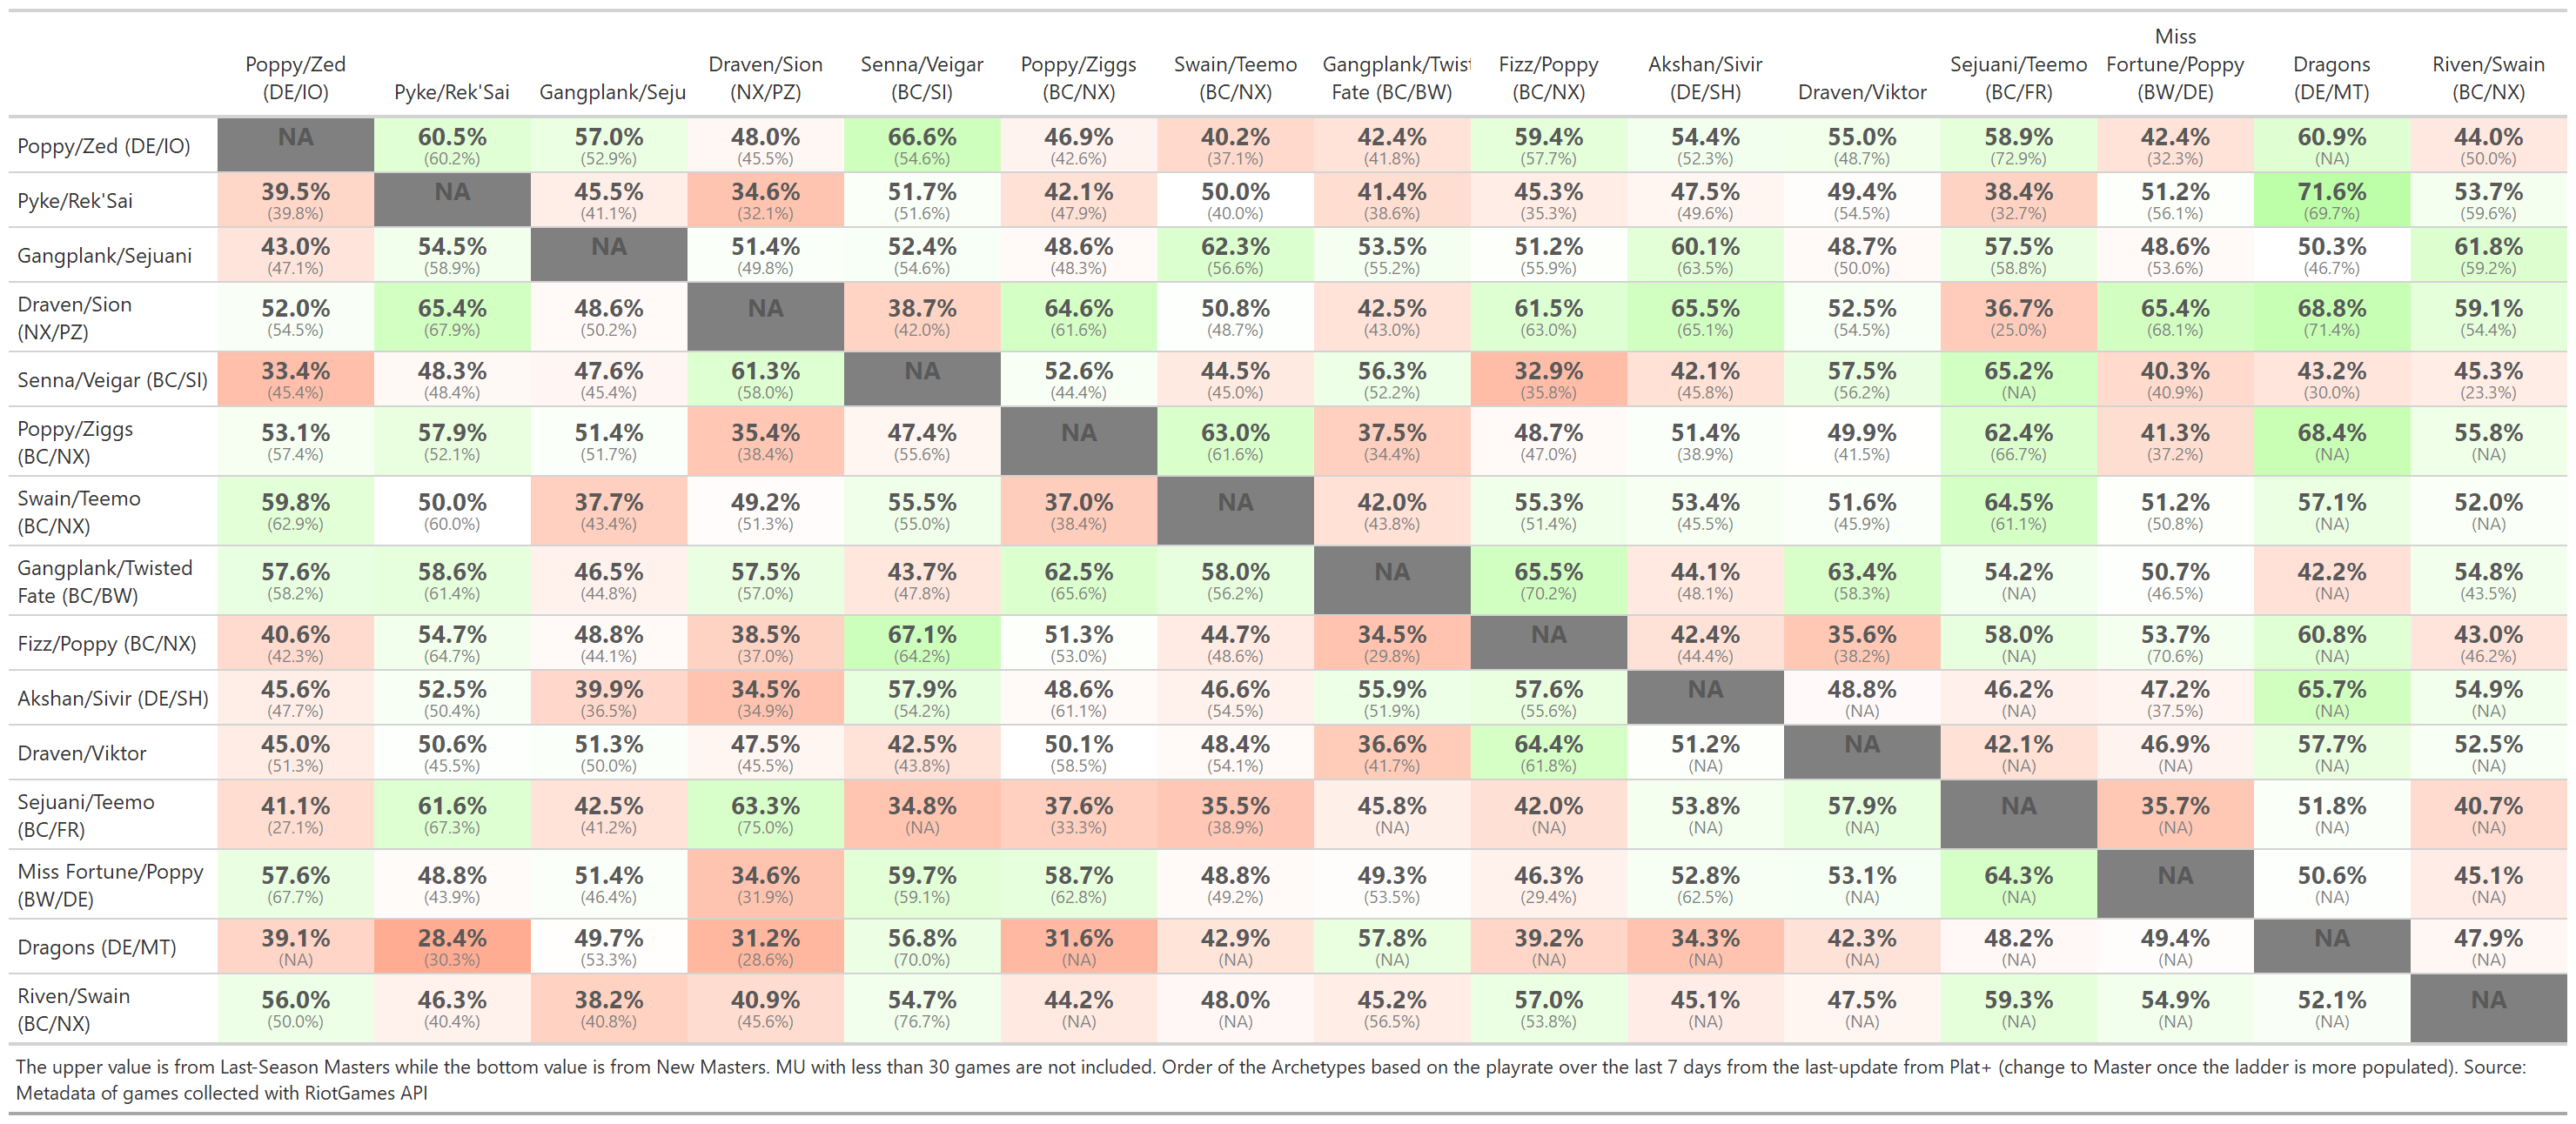 Miss
Poppy/Zed Draven/Sion Senna/Veigar Poppy/Ziggs Swain/Teemo Gangplank/Twist Fizz/Poppy Akshan/Sivir Sejuani/Teemo Fortune/Poppy Dragons Riven/Swain
(DE/IO) Pyke/Rek'Sai Gangplank/Seju (NX/PZ) (BC/SI) (BC/NX) (BC/NX) Fate (BC/BW) (BC/NX) (DE/SH) Draven/Viktor (BC/FR) (BW/DE) (DE/MT) (BC/NX)
Poppy/Zed (DE/IO)
NA 60.5% 57.0% 48.0% 66.6% 46.9% 40.2% 42.4% 59.4% 54.4% 55.0% 58.9% 42.4% 60.9% 44.0%
(60.2%) (52.9%) (45.5%) (54.6%) (42.6%) (37.1%) (41.8%) (57.7%) (52.3%) (48.7%) (72.9%) (32.3%) (NA) (50.0%)
Pyke/Rek'Sai
39.5% NA 45.5% 34.6% 51.7% 42.1% 50.0% 41.4% 45.3% 47.5% 49.4% 38.4% 51.2% 71.6% 53.7%
(39.8%) (41.1%) (32.1%) (51.6%) (47.9%) (40.0%) (38.6%) (35.3%) (49.6%) (54.5%) (32.7%) (56.1%) (69.7%) (59.6%)
Gangplank/Sejuani
43.0% 54.5% NA 51.4% 52.4% 48.6% 62.3% 53.5% 51.2% 60.1% 48.7% 57.5% 48.6% 50.3% 61.8%
(47.1%) (58.9%) (49.8%) (54.6%) (48.3%) (56.6%) (55.2%) (55.9%) (63.5%) (50.0%) (58.8%) (53.6%) (46.7%) (59.2%)
Draven/Sion
(NX/PZ)
52.0% 65.4% 48.6% NA 38.7% 64.6% 50.8% 42.5% 61.5% 65.5% 52.5% 36.7% 65.4% 68.8% 59.1%
(54.5%) (67.9%) (50.2%) (42.0%) (61.6%) (48.7%) (43.0%) (63.0%) (65.1%) (54.5%) (25.0%) (68.1%) (71.4%) (54.4%)
Senna/Veigar (BC/SI)
33.4% 48.3% 47.6% 61.3% NA 52.6% 44.5% 56.3% 32.9% 42.1% 57.5% 65.2% 40.3% 43.2% 45.3%
(45.4%) (48.4%) (45.4%) (58.0%) (44.4%) (45.0%) (52.2%) (35.8%) (45.8%) (56.2%) (NA) (40.9%) (30.0%) (23.3%)
Poppy/Ziggs
(BC/NX)
53.1% 57.9% 51.4% 35.4% 47.4% NA 63.0% 37.5% 48.7% 51.4% 49.9% 62.4% 41.3% 68.4% 55.8%
(57.4%) (52.1%) (51.7%) (38.4%) (55.6%) (61.6%) (34.4%) (47.0%) (38.9%) (41.5%) (66.7%) (37.2%) (NA) (NA)
Swain/Teemo
(BC/NX)
59.8% 50.0% 37.7% 49.2% 55.5% 37.0% NA 42.0% 55.3% 53.4% 51.6% 64.5% 51.2% 57.1% 52.0%
(62.9%) (60.0%) (43.4%) (51.3%) (55.0%) (38.4%) (43.8%) (51.4%) (45.5%) (45.9%) (61.1%) (50.8%) (NA) (NA)
Gangplank/Twisted
Fate (BC/BW)
57.6% 58.6% 46.5% 57.5% 43.7% 62.5% 58.0% NA 65.5% 44.1% 63.4% 54.2% 50.7% 42.2% 54.8%
(58.2%) (61.4%) (44.8%) (57.0%) (47.8%) (65.6%) (56.2%) (70.2%) (48.1%) (58.3%) (NA) (46.5%) (NA) (43.5%)
Fizz/Poppy (BC/NX)
40.6% 54.7% 48.8% 38.5% 67.1% 51.3% 44.7% 34.5% NA 42.4% 35.6% 58.0% 53.7% 60.8% 43.0%
(42.3%) (64.7%) (44.1%) (37.0%) (64.2%) (53.0%) (48.6%) (29.8%) (44.4%) (38.2%) (NA) (70.6%) (NA) (46.2%)
Akshan/Sivir (DE/SH)
45.6% 52.5% 39.9% 34.5% 57.9% 48.6% 46.6% 55.9% 57.6% NA 48.8% 46.2% 47.2% 65.7% 54.9%
(47.7%) (50.4%) (36.5%) (34.9%) (54.2%) (61.1%) (54.5%) (51.9%) (55.6%) (NA) (NA) (37.5%) (NA) (NA)
Draven/Viktor
45.0% 50.6% 51.3% 47.5% 42.5% 50.1% 48.4% 36.6% 64.4% 51.2% NA 42.1% 46.9% 57.7% 52.5%
(51.3%) (45.5%) (50.0%) (45.5%) (43.8%) (58.5%) (54.1%) (41.7%) (61.8%) (NA) (NA) (NA) (NA) (NA)
Sejuani/Teemo
(BC/FR)
41.1% 61.6% 42.5% 63.3% 34.8% 37.6% 35.5% 45.8% 42.0% 53.8% 57.9% NA 35.7% 51.8% 40.7%
(27.1%) (67.3%) (41.2%) (75.0%) (NA) (33.3%) (38.9%) (NA) (NA) (NA) (NA) (NA) (NA) (NA)
Miss Fortune/Poppy
(BW/DE)
57.6% 48.8% 51.4% 34.6% 59.7% 58.7% 48.8% 49.3% 46.3% 52.8% 53.1% 64.3% NA 50.6% 45.1%
(67.7%) (43.9%) (46.4%) (31.9%) (59.1%) (62.8%) (49.2%) (53.5%) (29.4%) (62.5%) (NA) (NA) (NA) (NA)
Dragons (DE/MT)
39.1% 28.4% 49.7% 31.2% 56.8% 31.6% 42.9% 57.8% 39.2% 34.3% 42.3% 48.2% 49.4% NA 47.9%
(NA) (30.3%) (53.3%) (28.6%) (70.0%) (NA) (NA) (NA) (NA) (NA) (NA) (NA) (NA) (NA)
Riven/Swain
(BC/NX)
56.0% 46.3% 38.2% 40.9% 54.7% 44.2% 48.0% 45.2% 57.0% 45.1% 47.5% 59.3% 54.9% 52.1% NA
(50.0%) (40.4%) (40.8%) (45.6%) (76.7%) (NA) (NA) (56.5%) (53.8%) (NA) (NA) (NA) (NA) (NA)
The upper value is from Last-Season Masters while the bottom value is from New Masters. MU with less than 30 games are not included. Order of the Archetypes based on the playrate over the last 7 days from the last-update from Plat+ (change to Master once the ladder is more populated). Source:
Metadata of games collected with RiotGames API